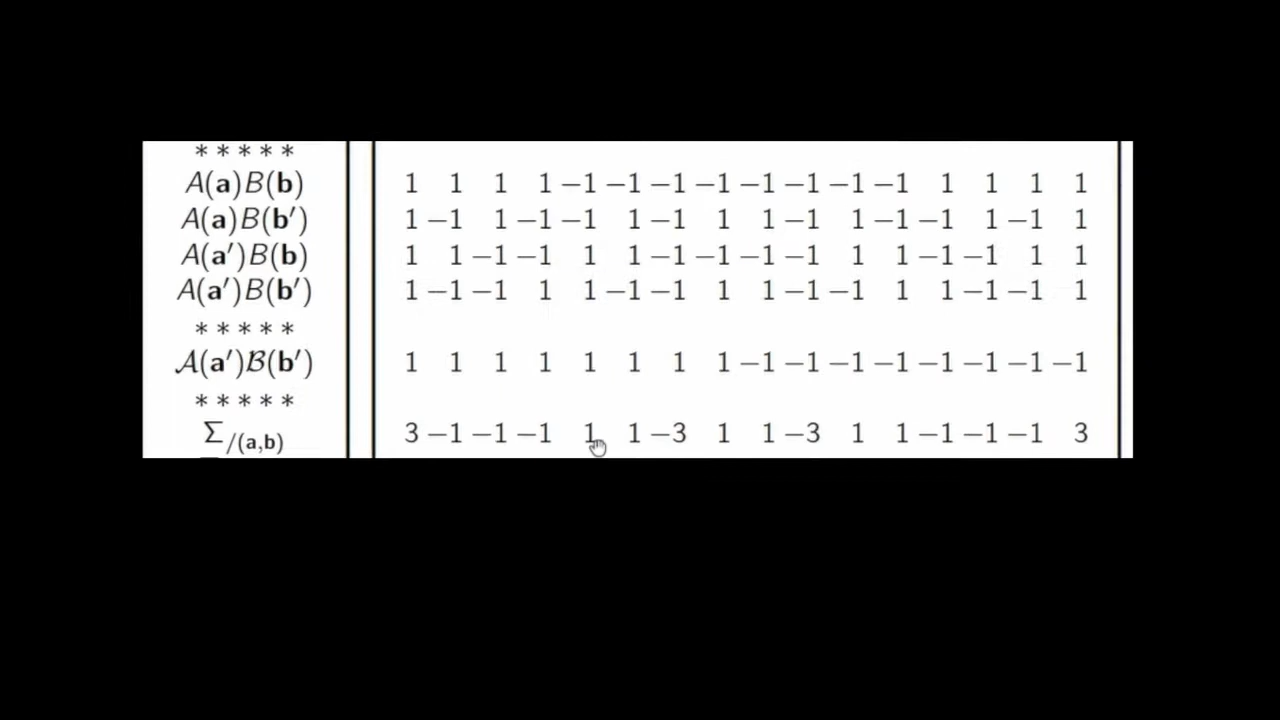 *****
A(a)B(b) 1 1 1 1 −1 −1 −1 −1 −1 −1 −1 −1 1 1 1 1
A(a)B(b′) 1 −1 1 −1 −1 1 −1 1 1 −1 1 −1 −1 1 −1 1
A(a′)B(b) 1 1 −1 −1 1 1 −1 −1 −1 −1 1 1 −1 −1 1 1
A(a′)B(b′) 1 −1 −1 1 1 −1 −1 1 1 −1 −1 1 1 −1 −1 1
*****
𝒜(a′)ℬ(b′) 1 1 1 1 1 1 1 1 −1 −1 −1 −1 −1 −1 −1 −1
*****
Σ/(a,b) 3 −1 −1 −1 1 1 −3 1 1 −3 1 1 −1 −1 −1 3